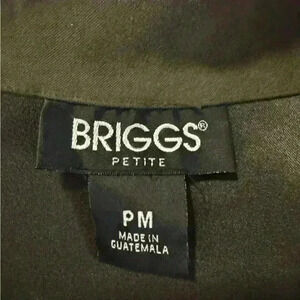 BRIGGS®
PETITE
PM
MADE IN
GUATEMALA